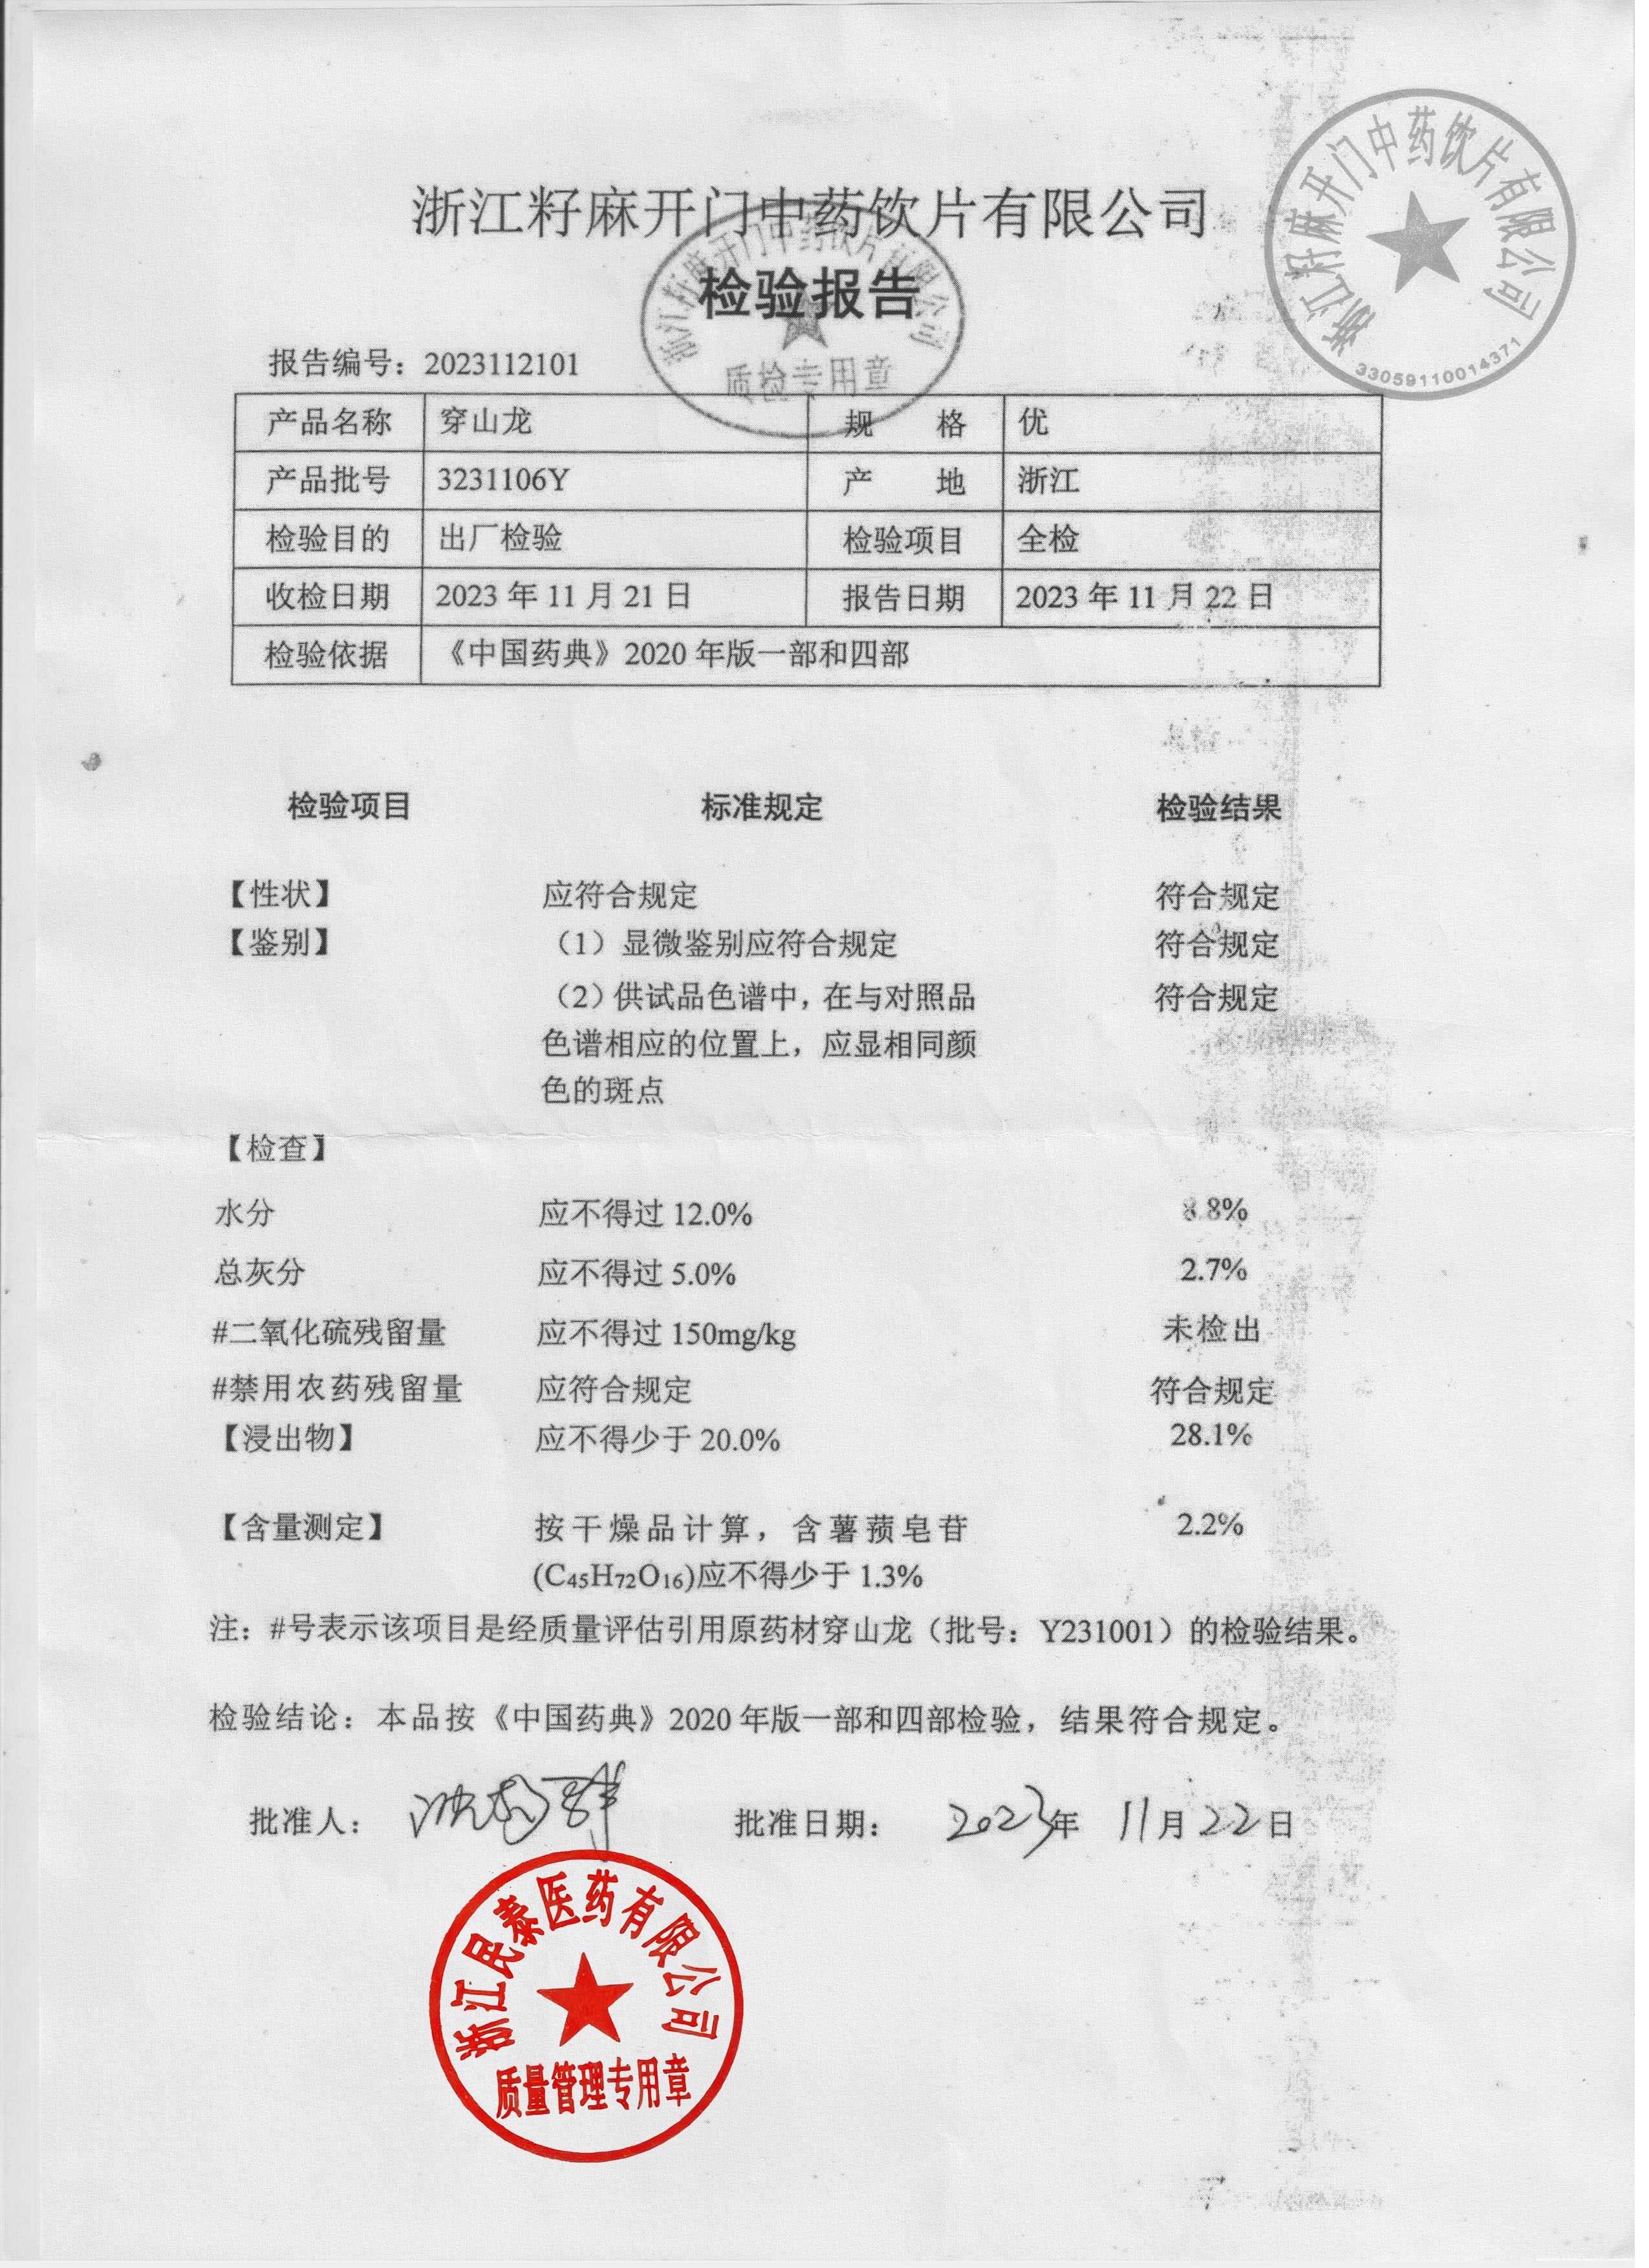 浙江籽麻开门中药饮片有限公司
检验报告
浙江籽麻开门中药饮片有限公司
33059110014371
浙江籽麻开门中药饮片有限公司
质检专用章
报告编号：2023112101
产品名称 穿山龙 规 格 优
产品批号 3231106Y 产 地 浙江
检验目的 出厂检验 检验项目 全检
收检日期 2023 年 11 月 21 日 报告日期 2023 年 11 月 22 日
检验依据 《中国药典》2020 年版一部和四部
检验项目 标准规定 检验结果
【性状】 应符合规定 符合规定
【鉴别】 （1）显微鉴别应符合规定 符合规定
（2）供试品色谱中，在与对照品 符合规定
色谱相应的位置上，应显相同颜
色的斑点
【检查】
水分 应不得过 12.0% 8.8%
总灰分 应不得过 5.0% 2.7%
#二氧化硫残留量 应不得过 150mg/kg 未检出
#禁用农药残留量 应符合规定 符合规定
【浸出物】 应不得少于 20.0% 28.1%
【含量测定】 按干燥品计算，含薯蓣皂苷 2.2%
(C₄₅H₇₂O₁₆)应不得少于 1.3%
注：#号表示该项目是经质量评估引用原药材穿山龙（批号：Y231001）的检验结果。
检验结论：本品按《中国药典》2020 年版一部和四部检验，结果符合规定。
批准人： 批准日期： 2023年 11月 22日
浙江民泰医药有限公司
质量管理专用章